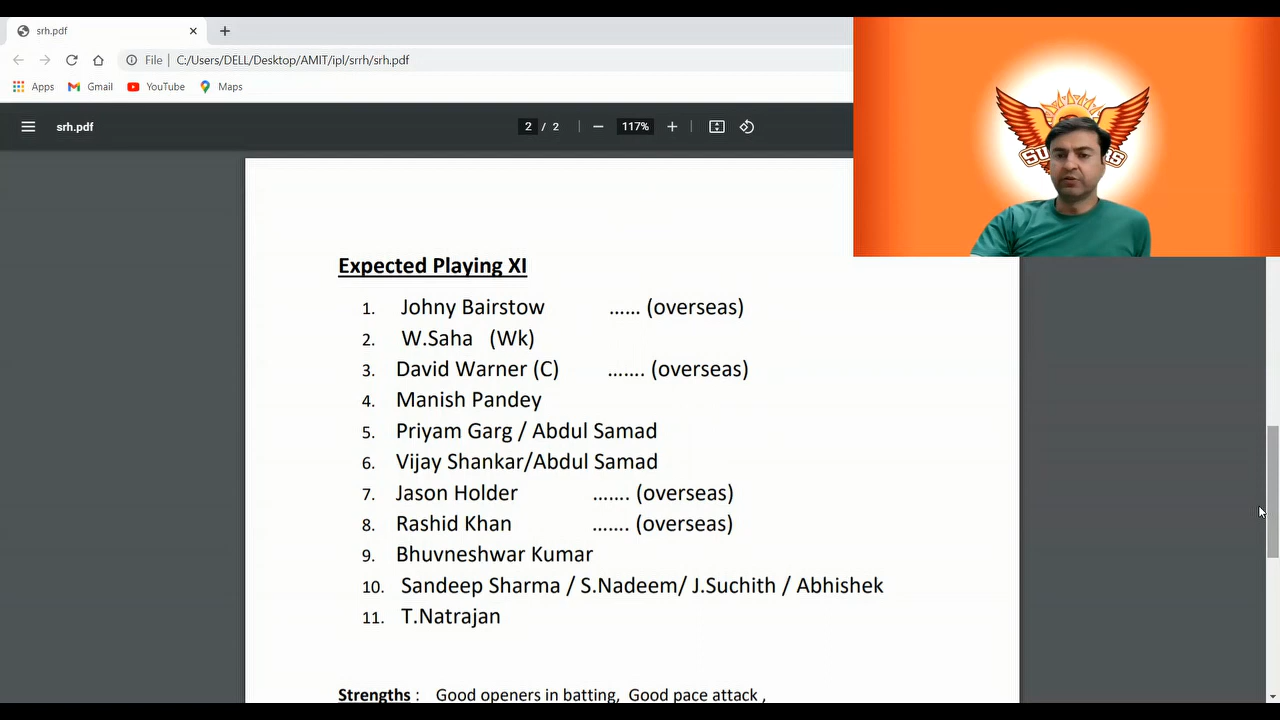 srh.pdf
File | C:/Users/DELL/Desktop/AMIT/ipl/srrh/srh.pdf
Apps Gmail YouTube Maps
srh.pdf 2 / 2 117%
Expected Playing XI
1. Johny Bairstow ...... (overseas)
2. W.Saha (Wk)
3. David Warner (C) ....... (overseas)
4. Manish Pandey
5. Priyam Garg / Abdul Samad
6. Vijay Shankar/Abdul Samad
7. Jason Holder ....... (overseas)
8. Rashid Khan ....... (overseas)
9. Bhuvneshwar Kumar
10. Sandeep Sharma / S.Nadeem/ J.Suchith / Abhishek
11. T.Natrajan
Strengths : Good openers in batting, Good pace attack ,